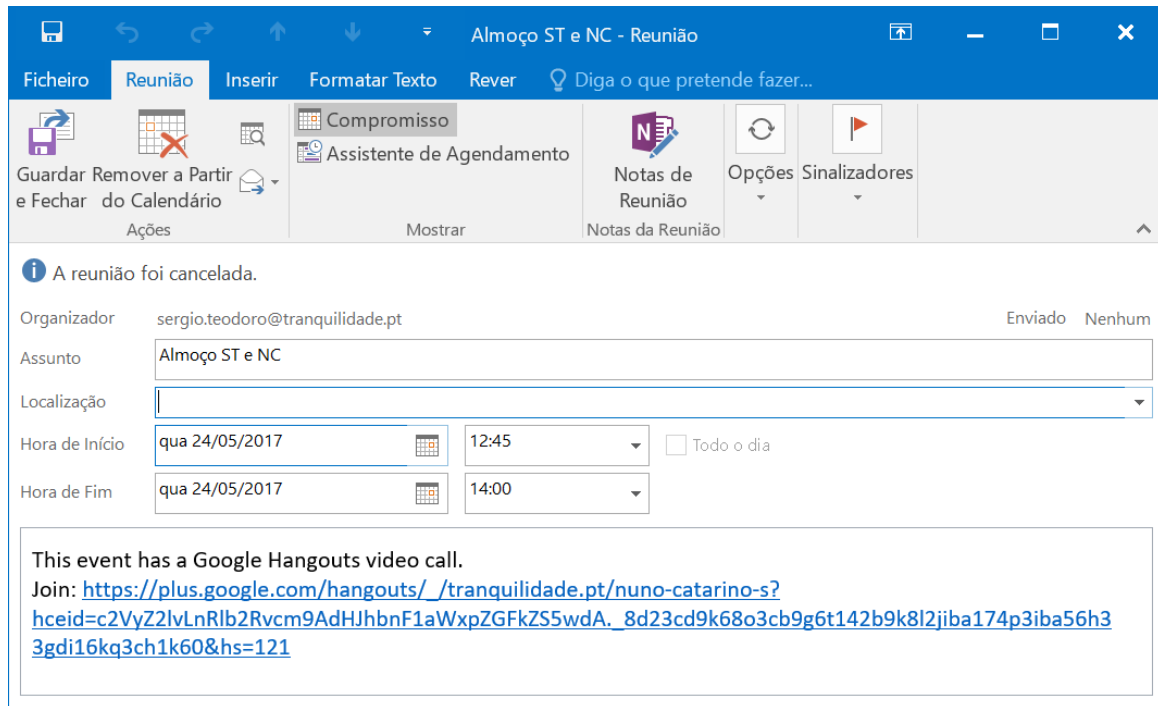 Almoço ST e NC - Reunião
Ficheiro Reunião Inserir Formatar Texto Rever Diga o que pretende fazer...
Guardar e Fechar
Remover a Partir do Calendário
Ações
Compromisso
Assistente de Agendamento
Mostrar
Notas de Reunião
Notas da Reunião
Opções
Sinalizadores
A reunião foi cancelada.
Organizador sergio.teodoro@tranquilidade.pt Enviado Nenhum
Assunto Almoço ST e NC
Localização
Hora de Início qua 24/05/2017 12:45 Todo o dia
Hora de Fim qua 24/05/2017 14:00
This event has a Google Hangouts video call.
Join: https://plus.google.com/hangouts/_/tranquilidade.pt/nuno-catarino-s?
hceid=c2VyZ2lvLnRlb2Rvcm9AdHJhbnF1aWxpZGFkZS5wdA._8d23cd9k68o3cb9g6t142b9k8l2jiba174p3iba56h3
3gdi16kq3ch1k60&hs=121